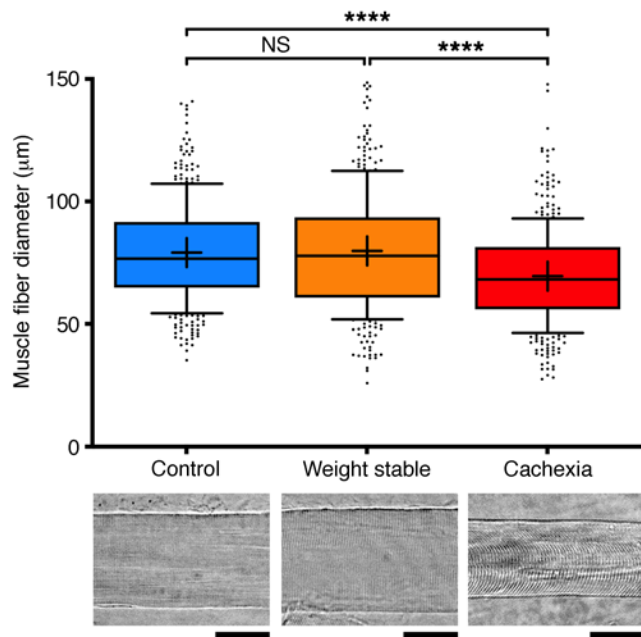 ****
NS
****
Muscle fiber diameter (μm)
150
100
50
0
Control
Weight stable
Cachexia